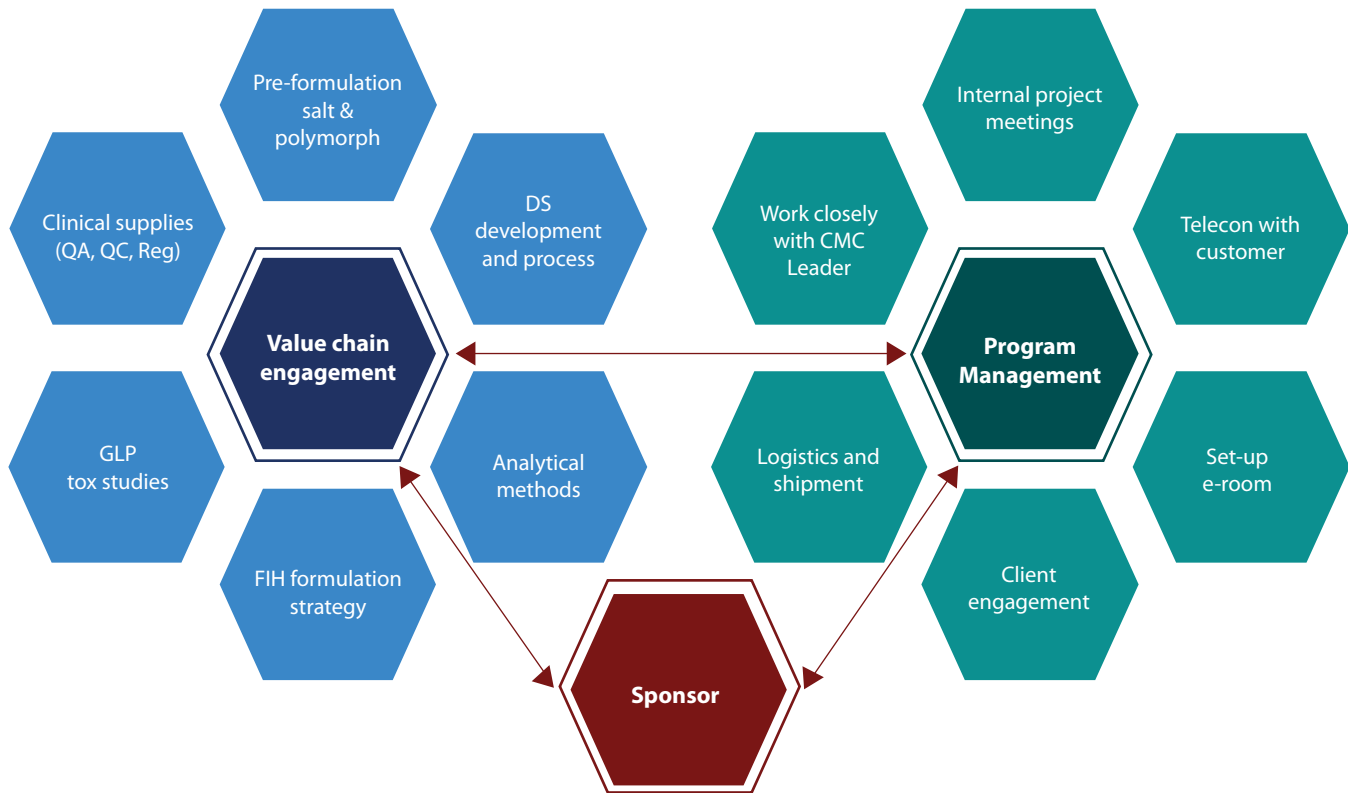 Pre-formulation
salt &
polymorph
Clinical supplies
(QA, QC, Reg)
DS
development
and process
Value chain
engagement
GLP
tox studies
Analytical
methods
FIH formulation
strategy
Internal project
meetings
Work closely
with CMC
Leader
Telecon with
customer
Program
Management
Logistics and
shipment
Set-up
e-room
Client
engagement
Sponsor